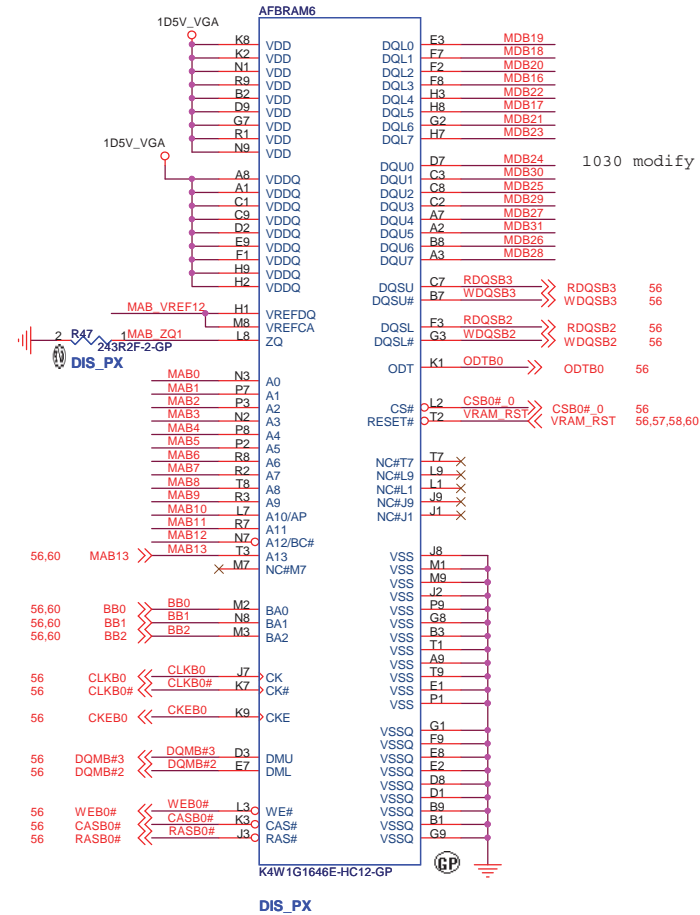 AFBRAM6
1D5V_VGA
K8 VDD DQL0 E3 MDB19
K2 VDD DQL1 F7 MDB18
N1 VDD DQL2 F2 MDB20
R9 VDD DQL3 F8 MDB16
B2 VDD DQL4 H3 MDB22
D9 VDD DQL5 H8 MDB17
G7 VDD DQL6 G2 MDB21
R1 VDD DQL7 H7 MDB23
N9 VDD
1D5V_VGA
1030 modify
DQU0 D7 MDB24
A8 VDDQ DQU1 C3 MDB30
A1 VDDQ DQU2 C8 MDB25
C1 VDDQ DQU3 C2 MDB29
C9 VDDQ DQU4 A7 MDB27
D2 VDDQ DQU5 A2 MDB31
E9 VDDQ DQU6 B8 MDB26
F1 VDDQ DQU7 A3 MDB28
H9 VDDQ
H2 VDDQ
DQSU C7 RDQSB3 RDQSB3 56
DQSU# B7 WDQSB3 WDQSB3 56
MAB_VREF12 H1 VREFDQ
M8 VREFCA
DQSL F3 RDQSB2 RDQSB2 56
DQSL# G3 WDQSB2 WDQSB2 56
2 R47 1 MAB_ZQ1 L8 ZQ
243R2F-2-GP
DIS_PX
ODT K1 ODTB0 ODTB0 56
MAB0 N3 A0
MAB1 P7 A1
MAB2 P3 A2
MAB3 N2 A3
MAB4 P8 A4
MAB5 P2 A5
MAB6 R8 A6
MAB7 R2 A7
MAB8 T8 A8
MAB9 R3 A9
MAB10 L7 A10/AP
MAB11 R7 A11
MAB12 N7 A12/BC#
56,60 MAB13 MAB13 T3 A13
M7 NC#M7
CS# L2 CSB0#_0 CSB0#_0 56
RESET# T2 VRAM_RST VRAM_RST 56,57,58,60
NC#T7 T7
NC#L9 L9
NC#L1 L1
NC#J9 J9
NC#J1 J1
56,60 BB0 BB0 M2 BA0
56,60 BB1 BB1 N8 BA1
56,60 BB2 BB2 M3 BA2
56 CLKB0 CLKB0 J7 CK
56 CLKB0# CLKB0# K7 CK#
56 CKEB0 CKEB0 K9 CKE
56 DQMB#3 DQMB#3 D3 DMU
56 DQMB#2 DQMB#2 E7 DML
56 WEB0# WEB0# L3 WE#
56 CASB0# CASB0# K3 CAS#
56 RASB0# RASB0# J3 RAS#
VSS J8
VSS M1
VSS M9
VSS J2
VSS P9
VSS G8
VSS B3
VSS T1
VSS A9
VSS T9
VSS E1
VSS P1
VSSQ G1
VSSQ F9
VSSQ E8
VSSQ E2
VSSQ D8
VSSQ D1
VSSQ B9
VSSQ B1
VSSQ G9
GP
K4W1G1646E-HC12-GP
DIS_PX